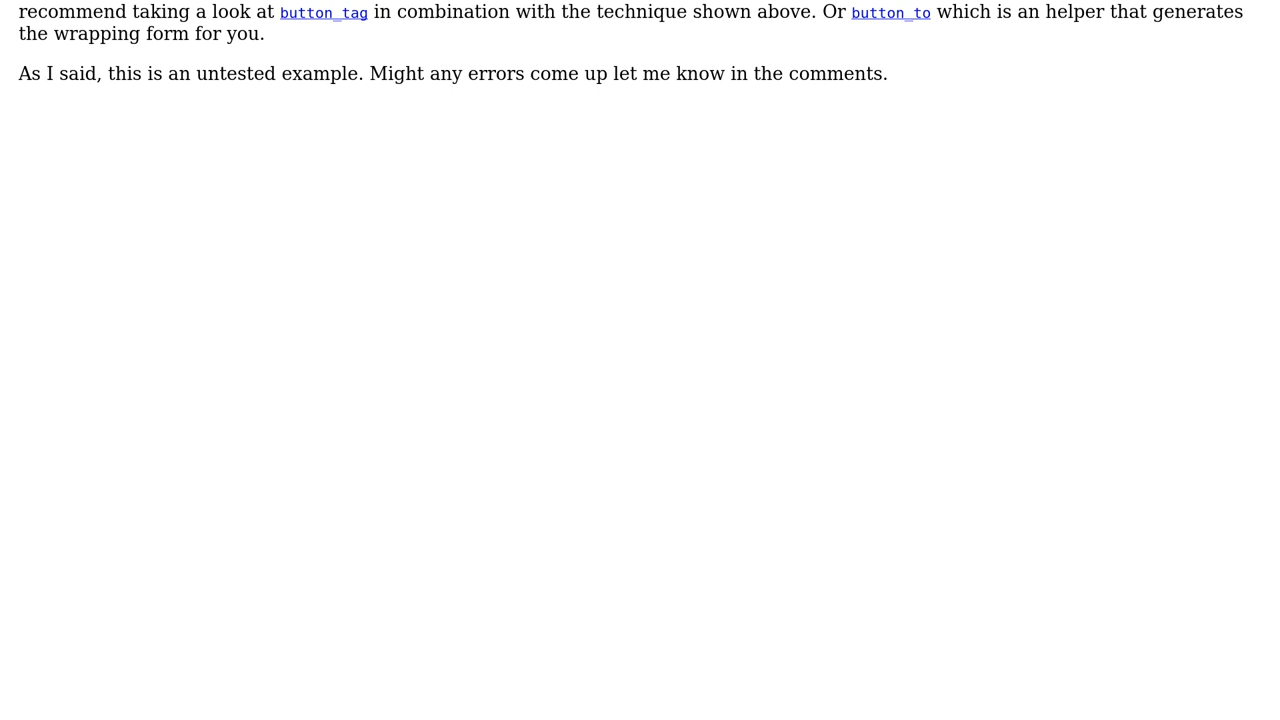 recommend taking a look at button_tag in combination with the technique shown above. Or button_to which is an helper that generates
the wrapping form for you.
As I said, this is an untested example. Might any errors come up let me know in the comments.